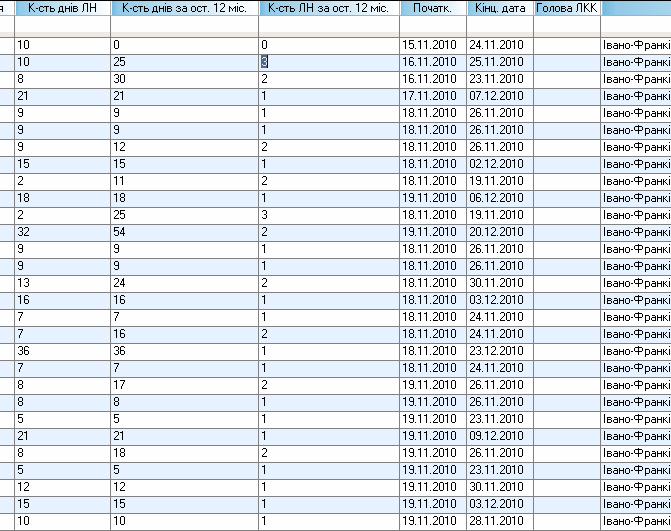 я К-сть днів ЛН К-сть днів за ост. 12 міс. К-сть ЛН за ост. 12 міс. Початк. Кінц. дата Голова ЛКК
10 0 0 15.11.2010 24.11.2010 Івано-Франкі
10 25 3 16.11.2010 25.11.2010 Івано-Франкі
8 30 2 16.11.2010 23.11.2010 Івано-Франкі
21 21 1 17.11.2010 07.12.2010 Івано-Франкі
9 9 1 18.11.2010 26.11.2010 Івано-Франкі
9 9 1 18.11.2010 26.11.2010 Івано-Франкі
9 12 2 18.11.2010 26.11.2010 Івано-Франкі
15 15 1 18.11.2010 02.12.2010 Івано-Франкі
2 11 2 18.11.2010 19.11.2010 Івано-Франкі
18 18 1 19.11.2010 06.12.2010 Івано-Франкі
2 25 3 18.11.2010 19.11.2010 Івано-Франкі
32 54 2 19.11.2010 20.12.2010 Івано-Франкі
9 9 1 18.11.2010 26.11.2010 Івано-Франкі
9 9 1 18.11.2010 26.11.2010 Івано-Франкі
13 24 2 18.11.2010 30.11.2010 Івано-Франкі
16 16 1 18.11.2010 03.12.2010 Івано-Франкі
7 7 1 18.11.2010 24.11.2010 Івано-Франкі
7 16 2 18.11.2010 24.11.2010 Івано-Франкі
36 36 1 18.11.2010 23.12.2010 Івано-Франкі
7 7 1 18.11.2010 24.11.2010 Івано-Франкі
8 17 2 19.11.2010 26.11.2010 Івано-Франкі
8 8 1 19.11.2010 26.11.2010 Івано-Франкі
5 5 1 19.11.2010 23.11.2010 Івано-Франкі
21 21 1 19.11.2010 09.12.2010 Івано-Франкі
8 18 2 19.11.2010 26.11.2010 Івано-Франкі
5 5 1 19.11.2010 23.11.2010 Івано-Франкі
12 12 1 19.11.2010 30.11.2010 Івано-Франкі
15 15 1 19.11.2010 03.12.2010 Івано-Франкі
10 10 1 19.11.2010 28.11.2010 Івано-Франкі